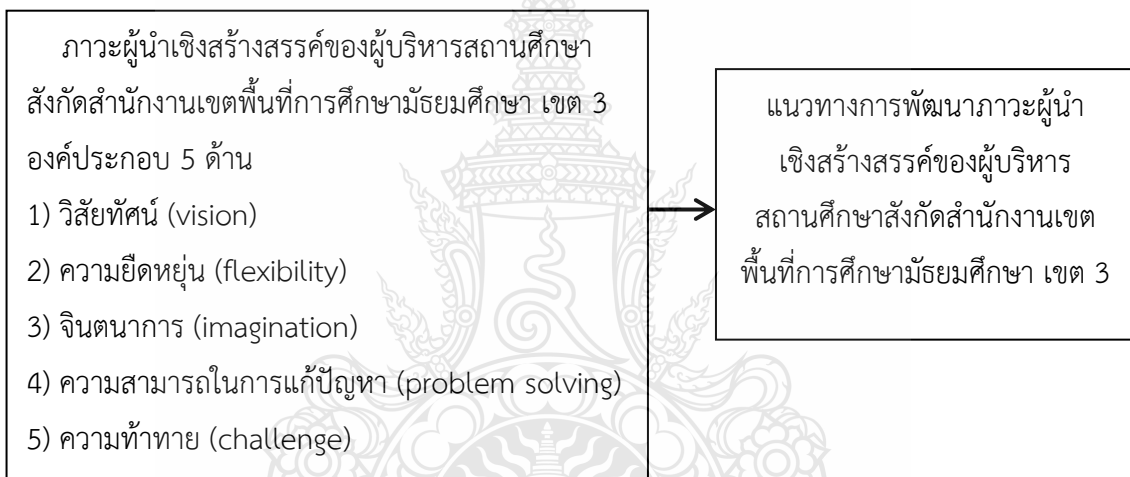 ภาวะผู้นำเชิงสร้างสรรค์ของผู้บริหารสถานศึกษา
สังกัดสำนักงานเขตพื้นที่การศึกษามัธยมศึกษา เขต 3
องค์ประกอบ 5 ด้าน
1) วิสัยทัศน์ (vision)
2) ความยืดหยุ่น (flexibility)
3) จินตนาการ (imagination)
4) ความสามารถในการแก้ปัญหา (problem solving)
5) ความท้าทาย (challenge)
แนวทางการพัฒนาภาวะผู้นำ
เชิงสร้างสรรค์ของผู้บริหาร
สถานศึกษาสังกัดสำนักงานเขต
พื้นที่การศึกษามัธยมศึกษา เขต 3